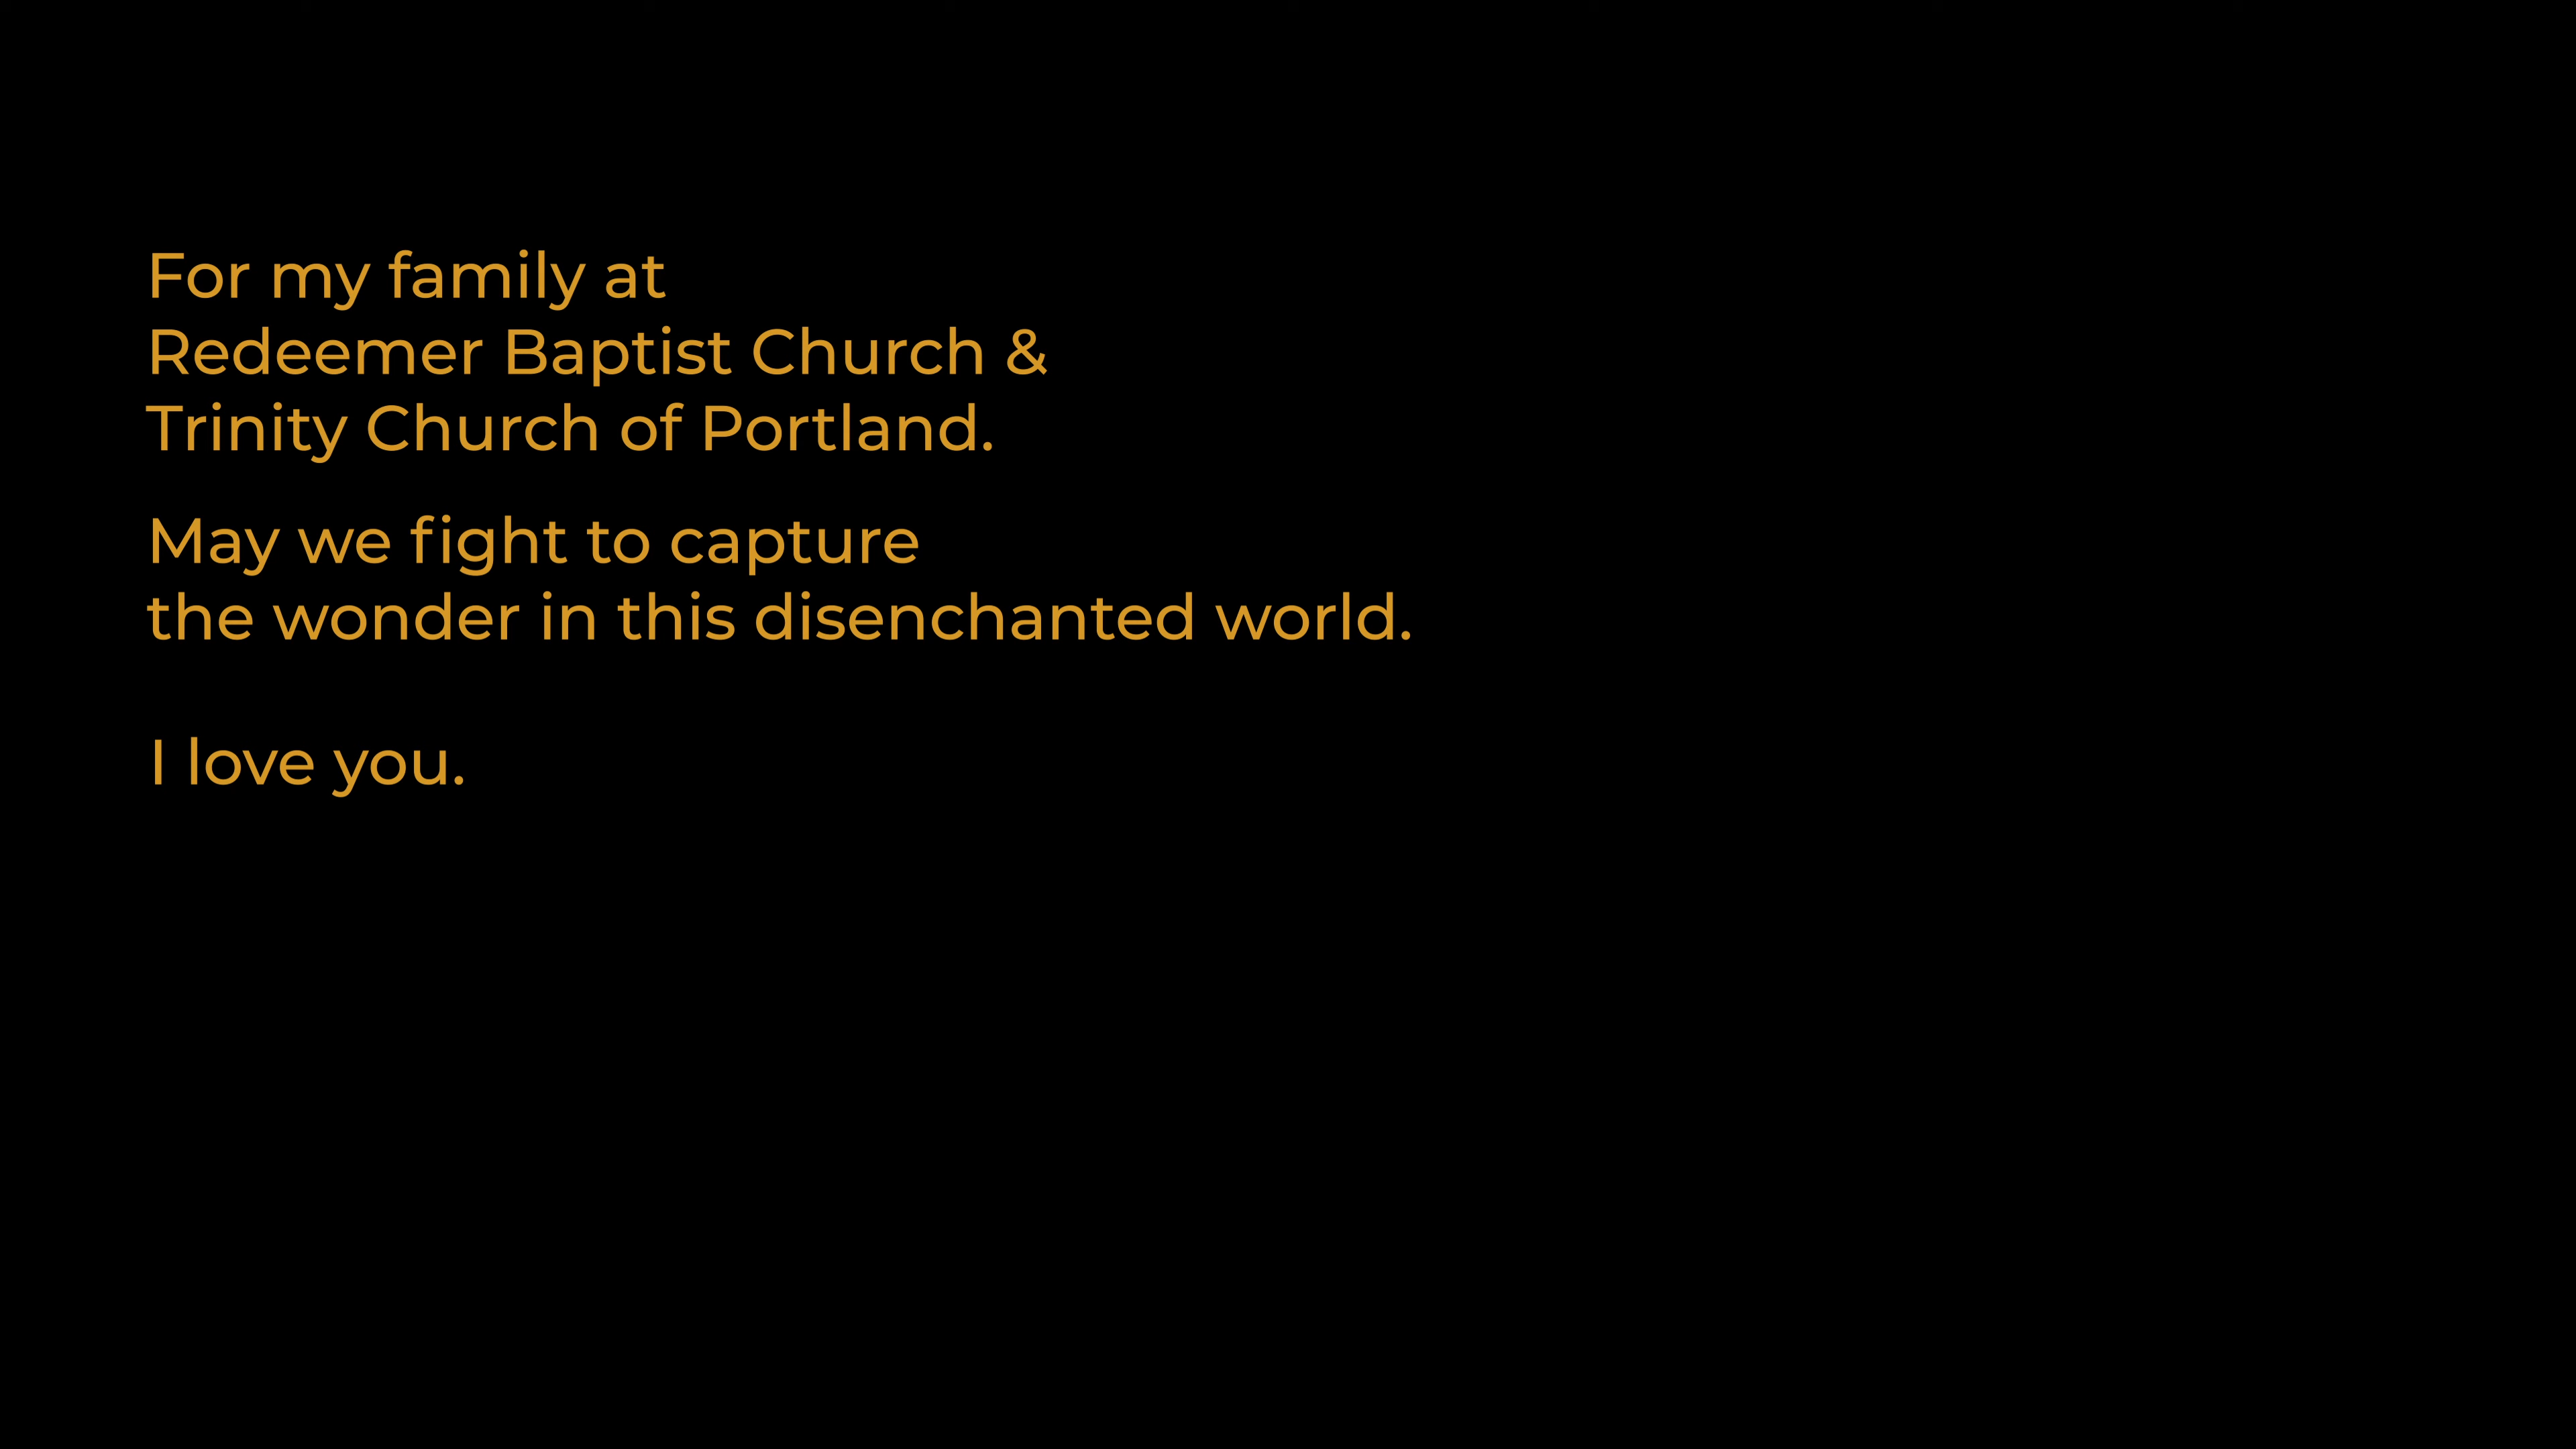 For my family at
Redeemer Baptist Church &
Trinity Church of Portland.
May we fight to capture
the wonder in this disenchanted world.
I love you.